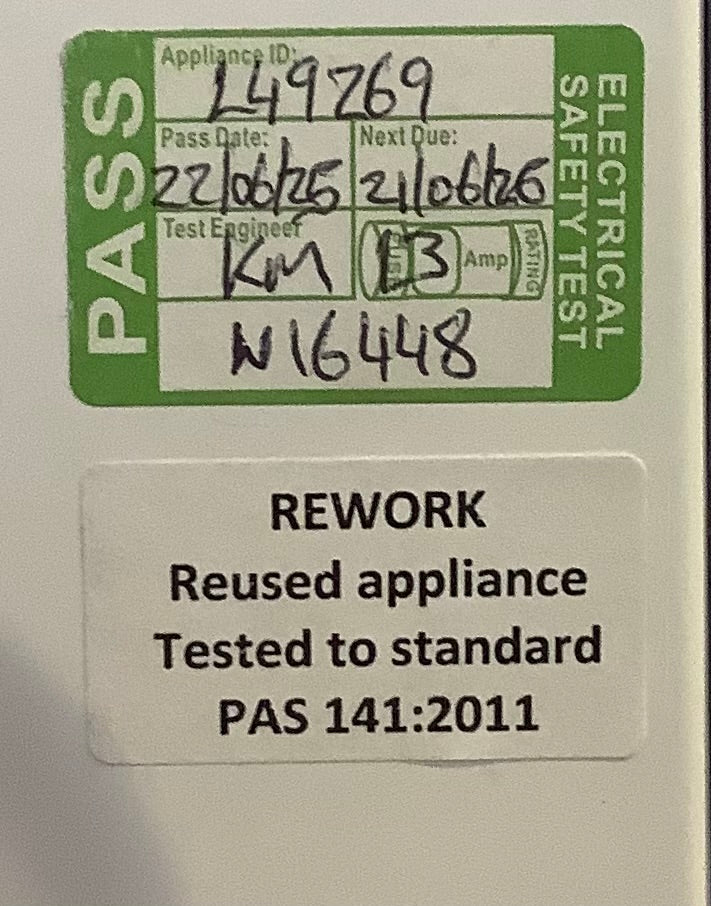 PASS
Appliance ID:
L49269
Pass Date:
22/06/25
Next Due:
21/06/26
Test Engineer
KM
FUSE
13 Amp
RATING
N16448
ELECTRICAL
SAFETY TEST
REWORK
Reused appliance
Tested to standard
PAS 141:2011